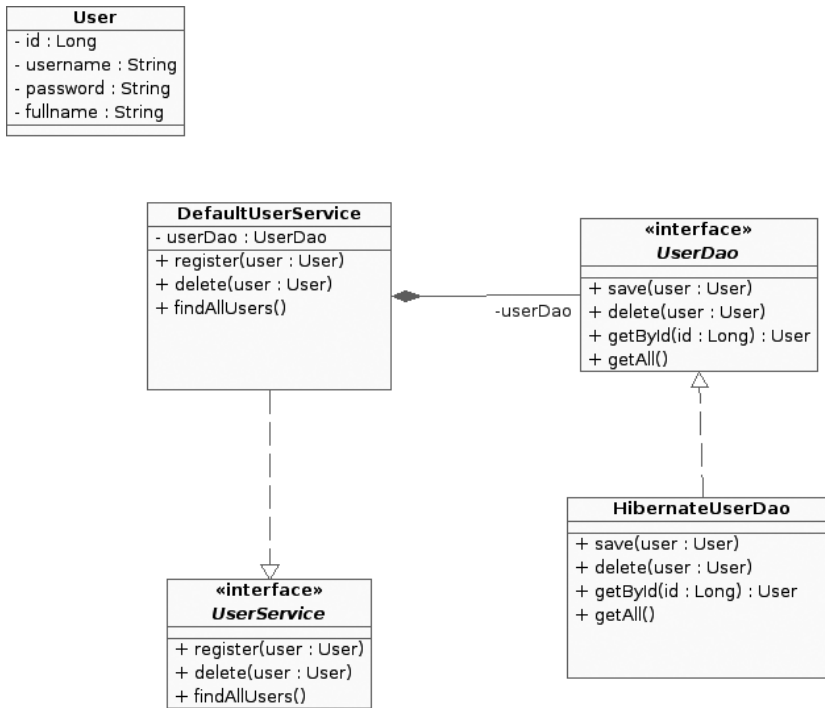 User
- id : Long
- username : String
- password : String
- fullname : String
DefaultUserService
- userDao : UserDao
+ register(user : User)
+ delete(user : User)
+ findAllUsers()
-userDao
«interface»
UserDao
+ save(user : User)
+ delete(user : User)
+ getById(id : Long) : User
+ getAll()
HibernateUserDao
+ save(user : User)
+ delete(user : User)
+ getById(id : Long) : User
+ getAll()
«interface»
UserService
+ register(user : User)
+ delete(user : User)
+ findAllUsers()